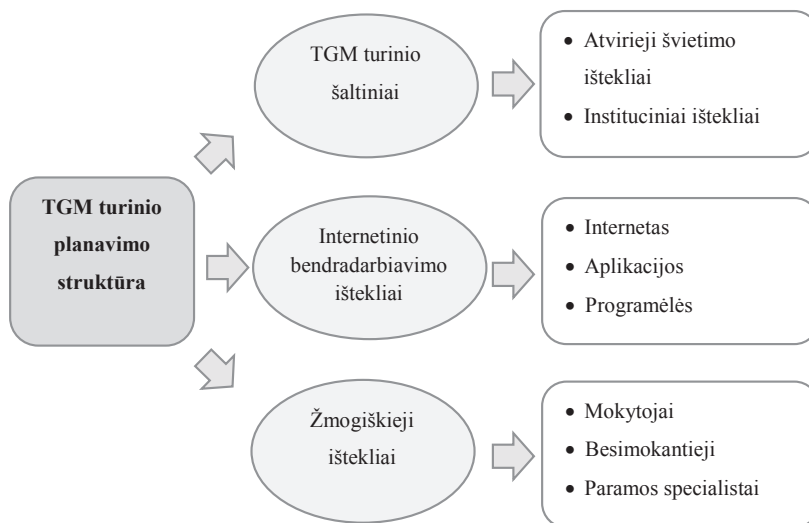 TGM turinio
planavimo
struktūra
TGM turinio
šaltiniai
• Atvirieji švietimo
ištekliai
• Instituciniai ištekliai
Internetinio
bendradarbiavimo
ištekliai
• Internetas
• Aplikacijos
• Programėlės
Žmogiškieji
ištekliai
• Mokytojai
• Besimokantieji
• Paramos specialistai